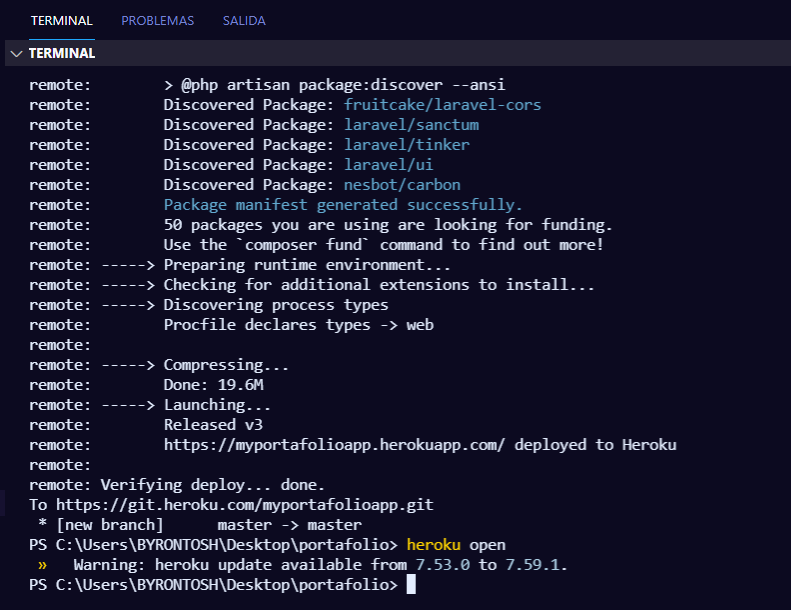 TERMINAL PROBLEMAS SALIDA
TERMINAL
remote: > @php artisan package:discover --ansi
remote: Discovered Package: fruitcake/laravel-cors
remote: Discovered Package: laravel/sanctum
remote: Discovered Package: laravel/tinker
remote: Discovered Package: laravel/ui
remote: Discovered Package: nesbot/carbon
remote: Package manifest generated successfully.
remote: 50 packages you are using are looking for funding.
remote: Use the `composer fund` command to find out more!
remote: -----> Preparing runtime environment...
remote: -----> Checking for additional extensions to install...
remote: -----> Discovering process types
remote: Procfile declares types -> web
remote:
remote: -----> Compressing...
remote: Done: 19.6M
remote: -----> Launching...
remote: Released v3
remote: https://myportafolioapp.herokuapp.com/ deployed to Heroku
remote:
remote: Verifying deploy... done.
To https://git.heroku.com/myportafolioapp.git
* [new branch] master -> master
PS C:\Users\BYRONTOSH\Desktop\portafolio> heroku open
» Warning: heroku update available from 7.53.0 to 7.59.1.
PS C:\Users\BYRONTOSH\Desktop\portafolio>